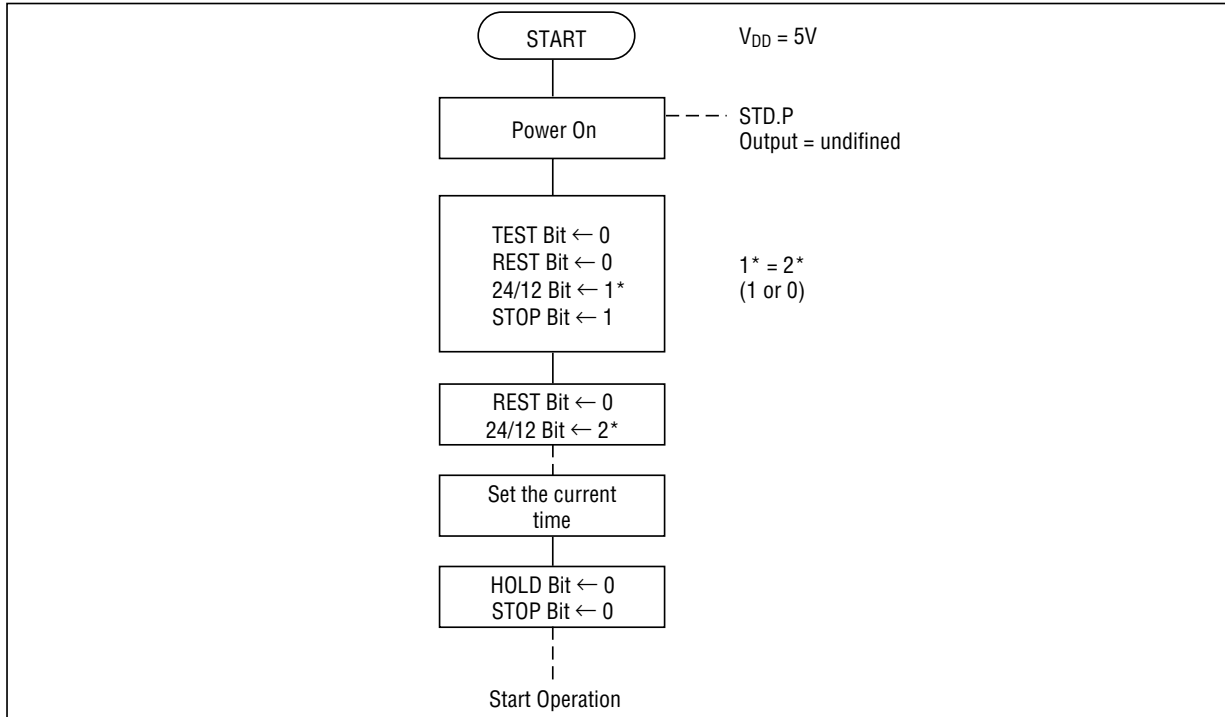 START
V_DD = 5V
Power On
STD.P
Output = undifined
TEST Bit ← 0
REST Bit ← 0
24/12 Bit ← 1*
STOP Bit ← 1
1* = 2*
(1 or 0)
REST Bit ← 0
24/12 Bit ← 2*
Set the current
time
HOLD Bit ← 0
STOP Bit ← 0
Start Operation